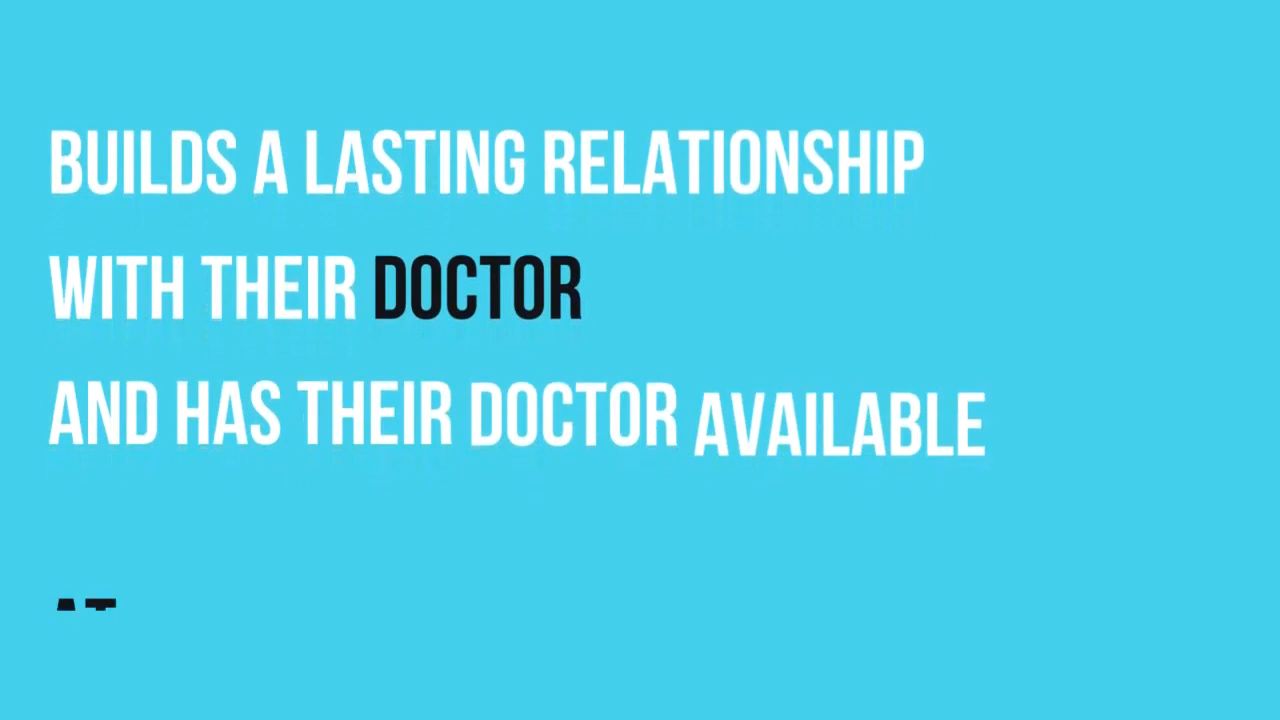 BUILDS A LASTING RELATIONSHIP
WITH THEIR DOCTOR
AND HAS THEIR DOCTOR AVAILABLE